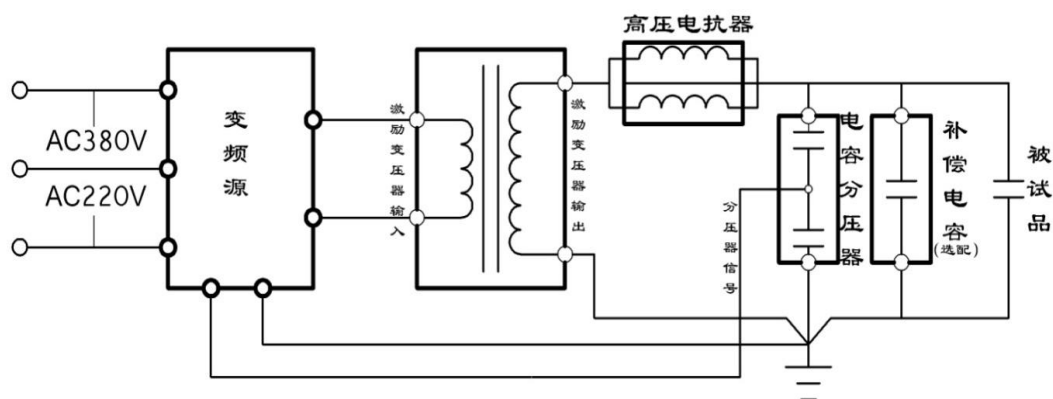 高压电抗器
AC380V
AC220V
变频源
激励变压器输入
激励变压器输出
分压器信号
电容分压器
补偿电容
(选配)
被试品